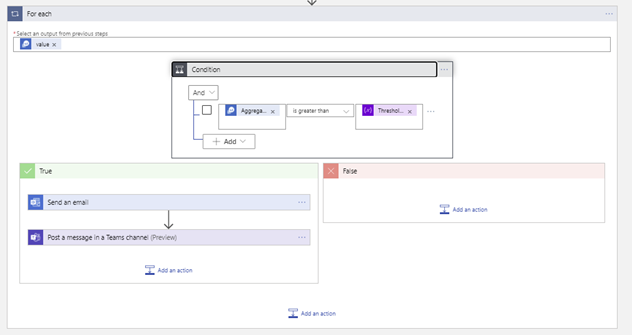 For each
* Select an output from previous steps
value ×
Condition
And
Aggrega... ×
is greater than
{x} Threshol... ×
Add
True
False
Send an email
Post a message in a Teams channel (Preview)
Add an action
Add an action
Add an action